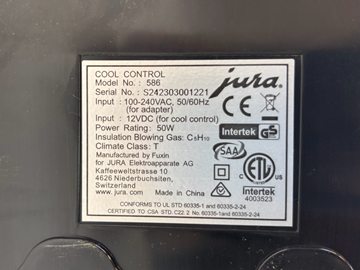 COOL CONTROL
jura
Model No. : 586
Serial No. : S242303001221
Input : 100-240VAC, 50/60Hz
(for adapter)
Input : 12VDC (for cool control)
Power Rating: 50W
Insulation Blowing Gas: C₅H₁₀
Climate Class: T
Manufactured by Fuxin
for JURA Elektroapparate AG
Kaffeeweltstrasse 10
4626 Niederbuchsiten,
Switzerland
www.jura.com
Made in China
CE
Intertek GS
SAA
ETL
Intertek
4003523
CONFORMS TO UL STD 60335-1 and 60335-2-24
CERTIFIED TO CSA STD. C22.2 No. 60335-1and 60335-2-24